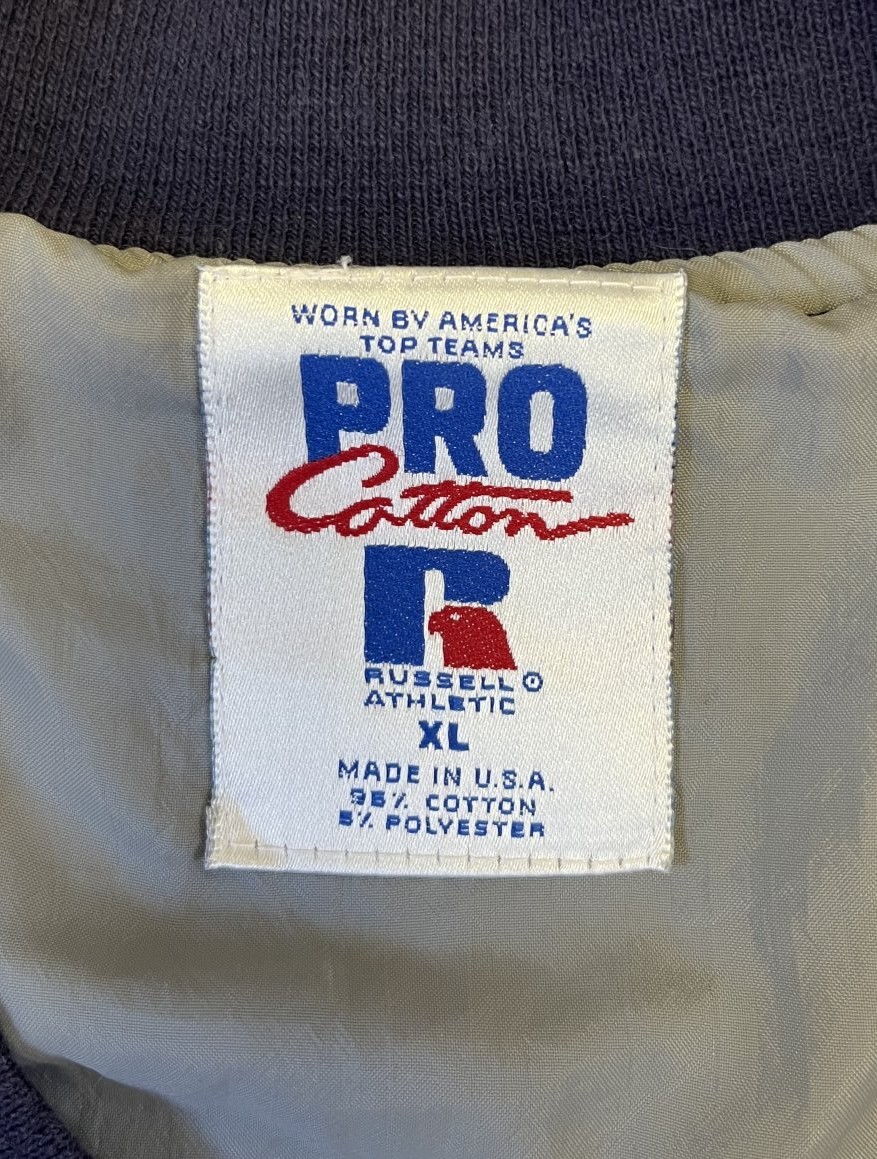 WORN BY AMERICA'S
TOP TEAMS
PRO
Cotton
R
RUSSELL ®
ATHLETIC
XL
MADE IN U.S.A.
95% COTTON
5% POLYESTER